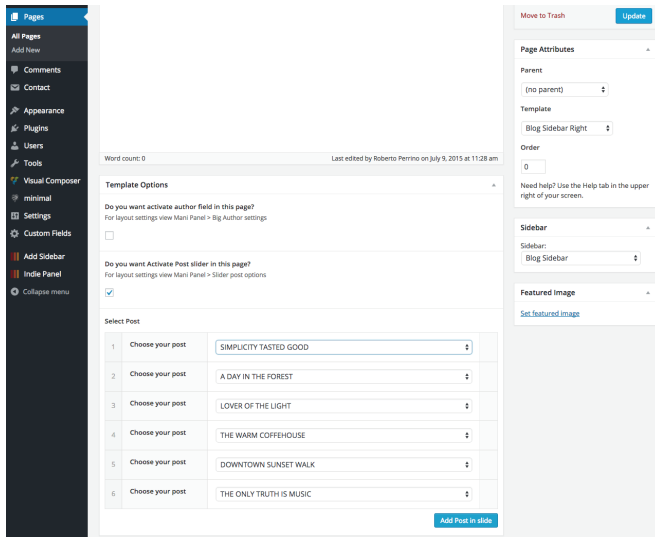 Pages
All Pages
Add New
Comments
Contact
Appearance
Plugins
Users
Tools
Visual Composer
minimal
Settings
Custom Fields
Add Sidebar
Indie Panel
Collapse menu
Word count: 0
Last edited by Roberto Perrino on July 9, 2015 at 11:28 am
Template Options
Do you want activate author field in this page?
For layout settings view Mani Panel > Big Author settings
Do you want Activate Post slider in this page?
For layout settings view Mani Panel > Slider post options
Select Post
1 Choose your post SIMPLICITY TASTED GOOD
2 Choose your post A DAY IN THE FOREST
3 Choose your post LOVER OF THE LIGHT
4 Choose your post THE WARM COFFEHOUSE
5 Choose your post DOWNTOWN SUNSET WALK
6 Choose your post THE ONLY TRUTH IS MUSIC
Add Post in slide
Move to Trash
Update
Page Attributes
Parent
(no parent)
Template
Blog Sidebar Right
Order
0
Need help? Use the Help tab in the upper
right of your screen.
Sidebar
Sidebar:
Blog Sidebar
Featured Image
Set featured image